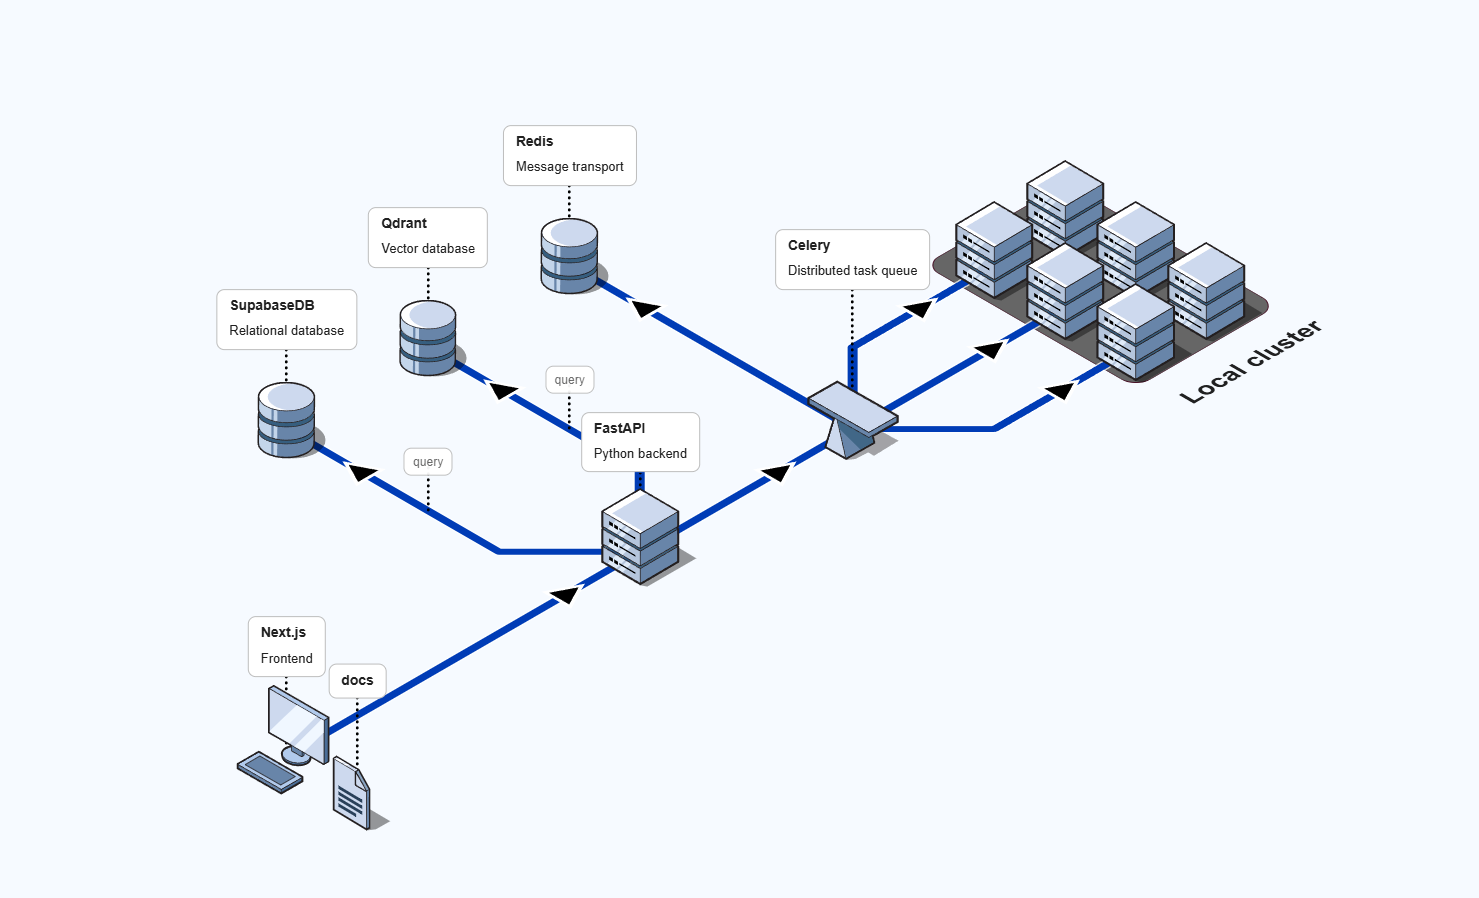 Redis
Message transport
Qdrant
Vector database
Celery
Distributed task queue
SupabaseDB
Relational database
Local cluster
query
FastAPI
Python backend
query
Next.js
Frontend
docs